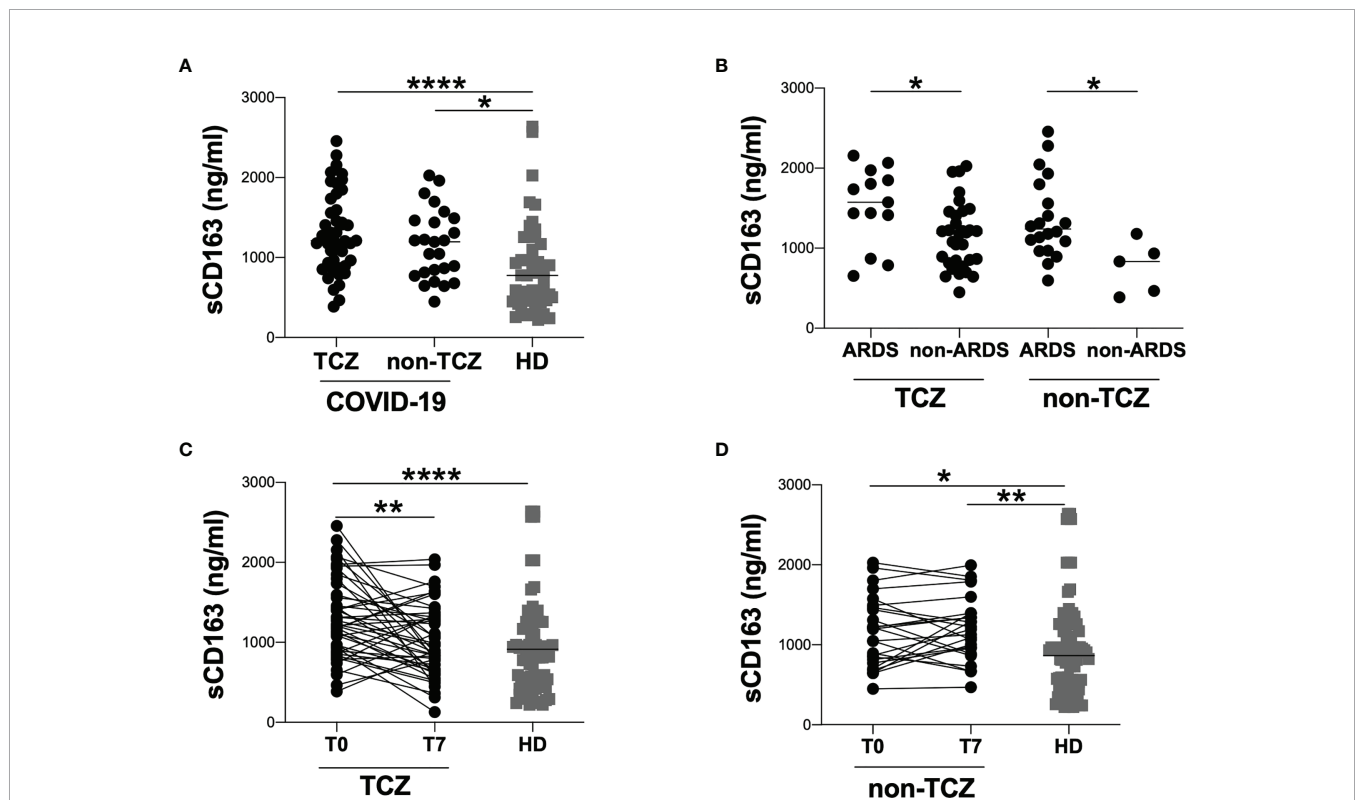 A
****
*
3000
2000
1000
0
sCD163 (ng/ml)
TCZ non-TCZ HD
COVID-19
B
* *
3000
2000
1000
0
sCD163 (ng/ml)
ARDS non-ARDS ARDS non-ARDS
TCZ non-TCZ
C
****
**
3000
2000
1000
0
sCD163 (ng/ml)
T0 T7 HD
TCZ
D
*
**
3000
2000
1000
0
sCD163 (ng/ml)
T0 T7 HD
non-TCZ